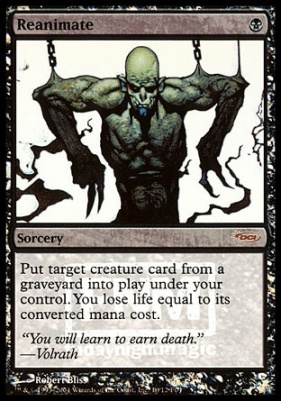 Reanimate
Sorcery
DCI
Put target creature card from a
graveyard into play under your
control. You lose life equal to its
converted mana cost.
“You will learn to earn death.”
—Volrath
Robert Bliss